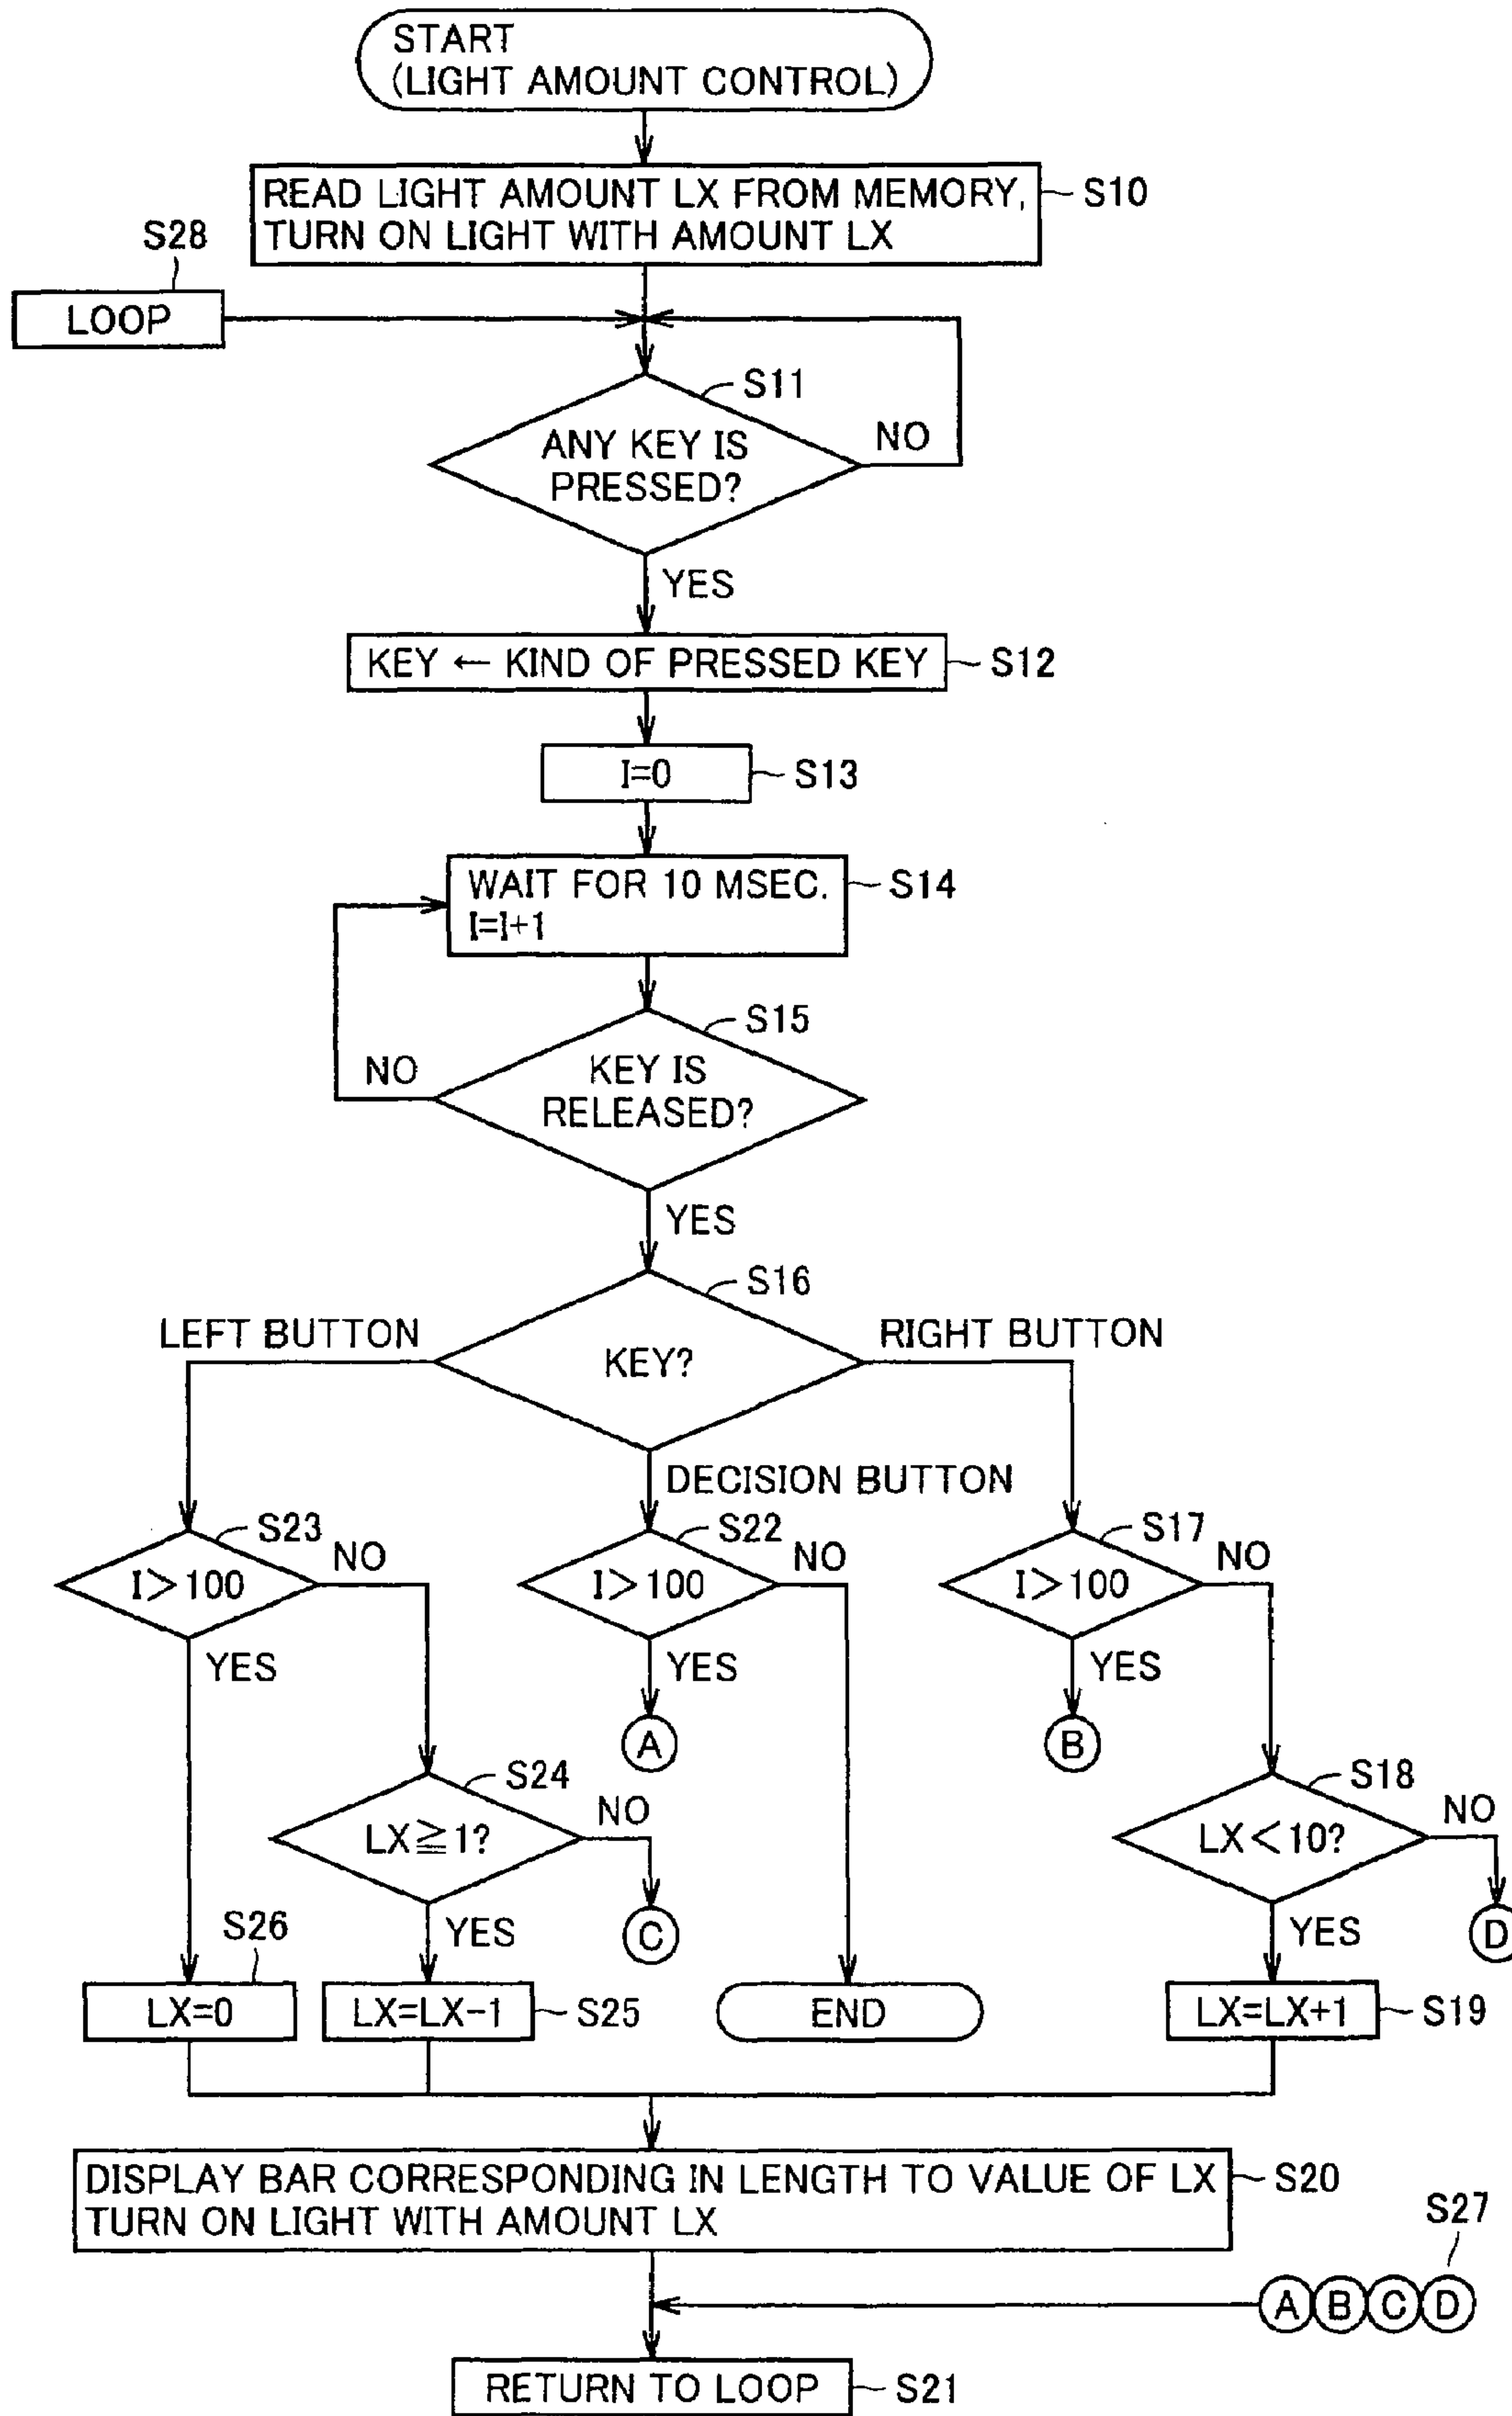 START
(LIGHT AMOUNT CONTROL)
READ LIGHT AMOUNT LX FROM MEMORY,
TURN ON LIGHT WITH AMOUNT LX
S10
S28
LOOP
S11
ANY KEY IS
PRESSED?
NO
YES
KEY ← KIND OF PRESSED KEY
S12
I=0
S13
WAIT FOR 10 MSEC.
I=I+1
S14
S15
KEY IS
RELEASED?
NO
YES
S16
LEFT BUTTON
KEY?
RIGHT BUTTON
DECISION BUTTON
S23
I>100
NO
YES
S22
I>100
NO
YES
S17
I>100
NO
YES
A
B
S24
LX≧1?
NO
YES
C
S18
LX<10?
NO
YES
D
S26
LX=0
LX=LX-1
S25
END
LX=LX+1
S19
DISPLAY BAR CORRESPONDING IN LENGTH TO VALUE OF LX
TURN ON LIGHT WITH AMOUNT LX
S20
S27
A B C D
RETURN TO LOOP
S21